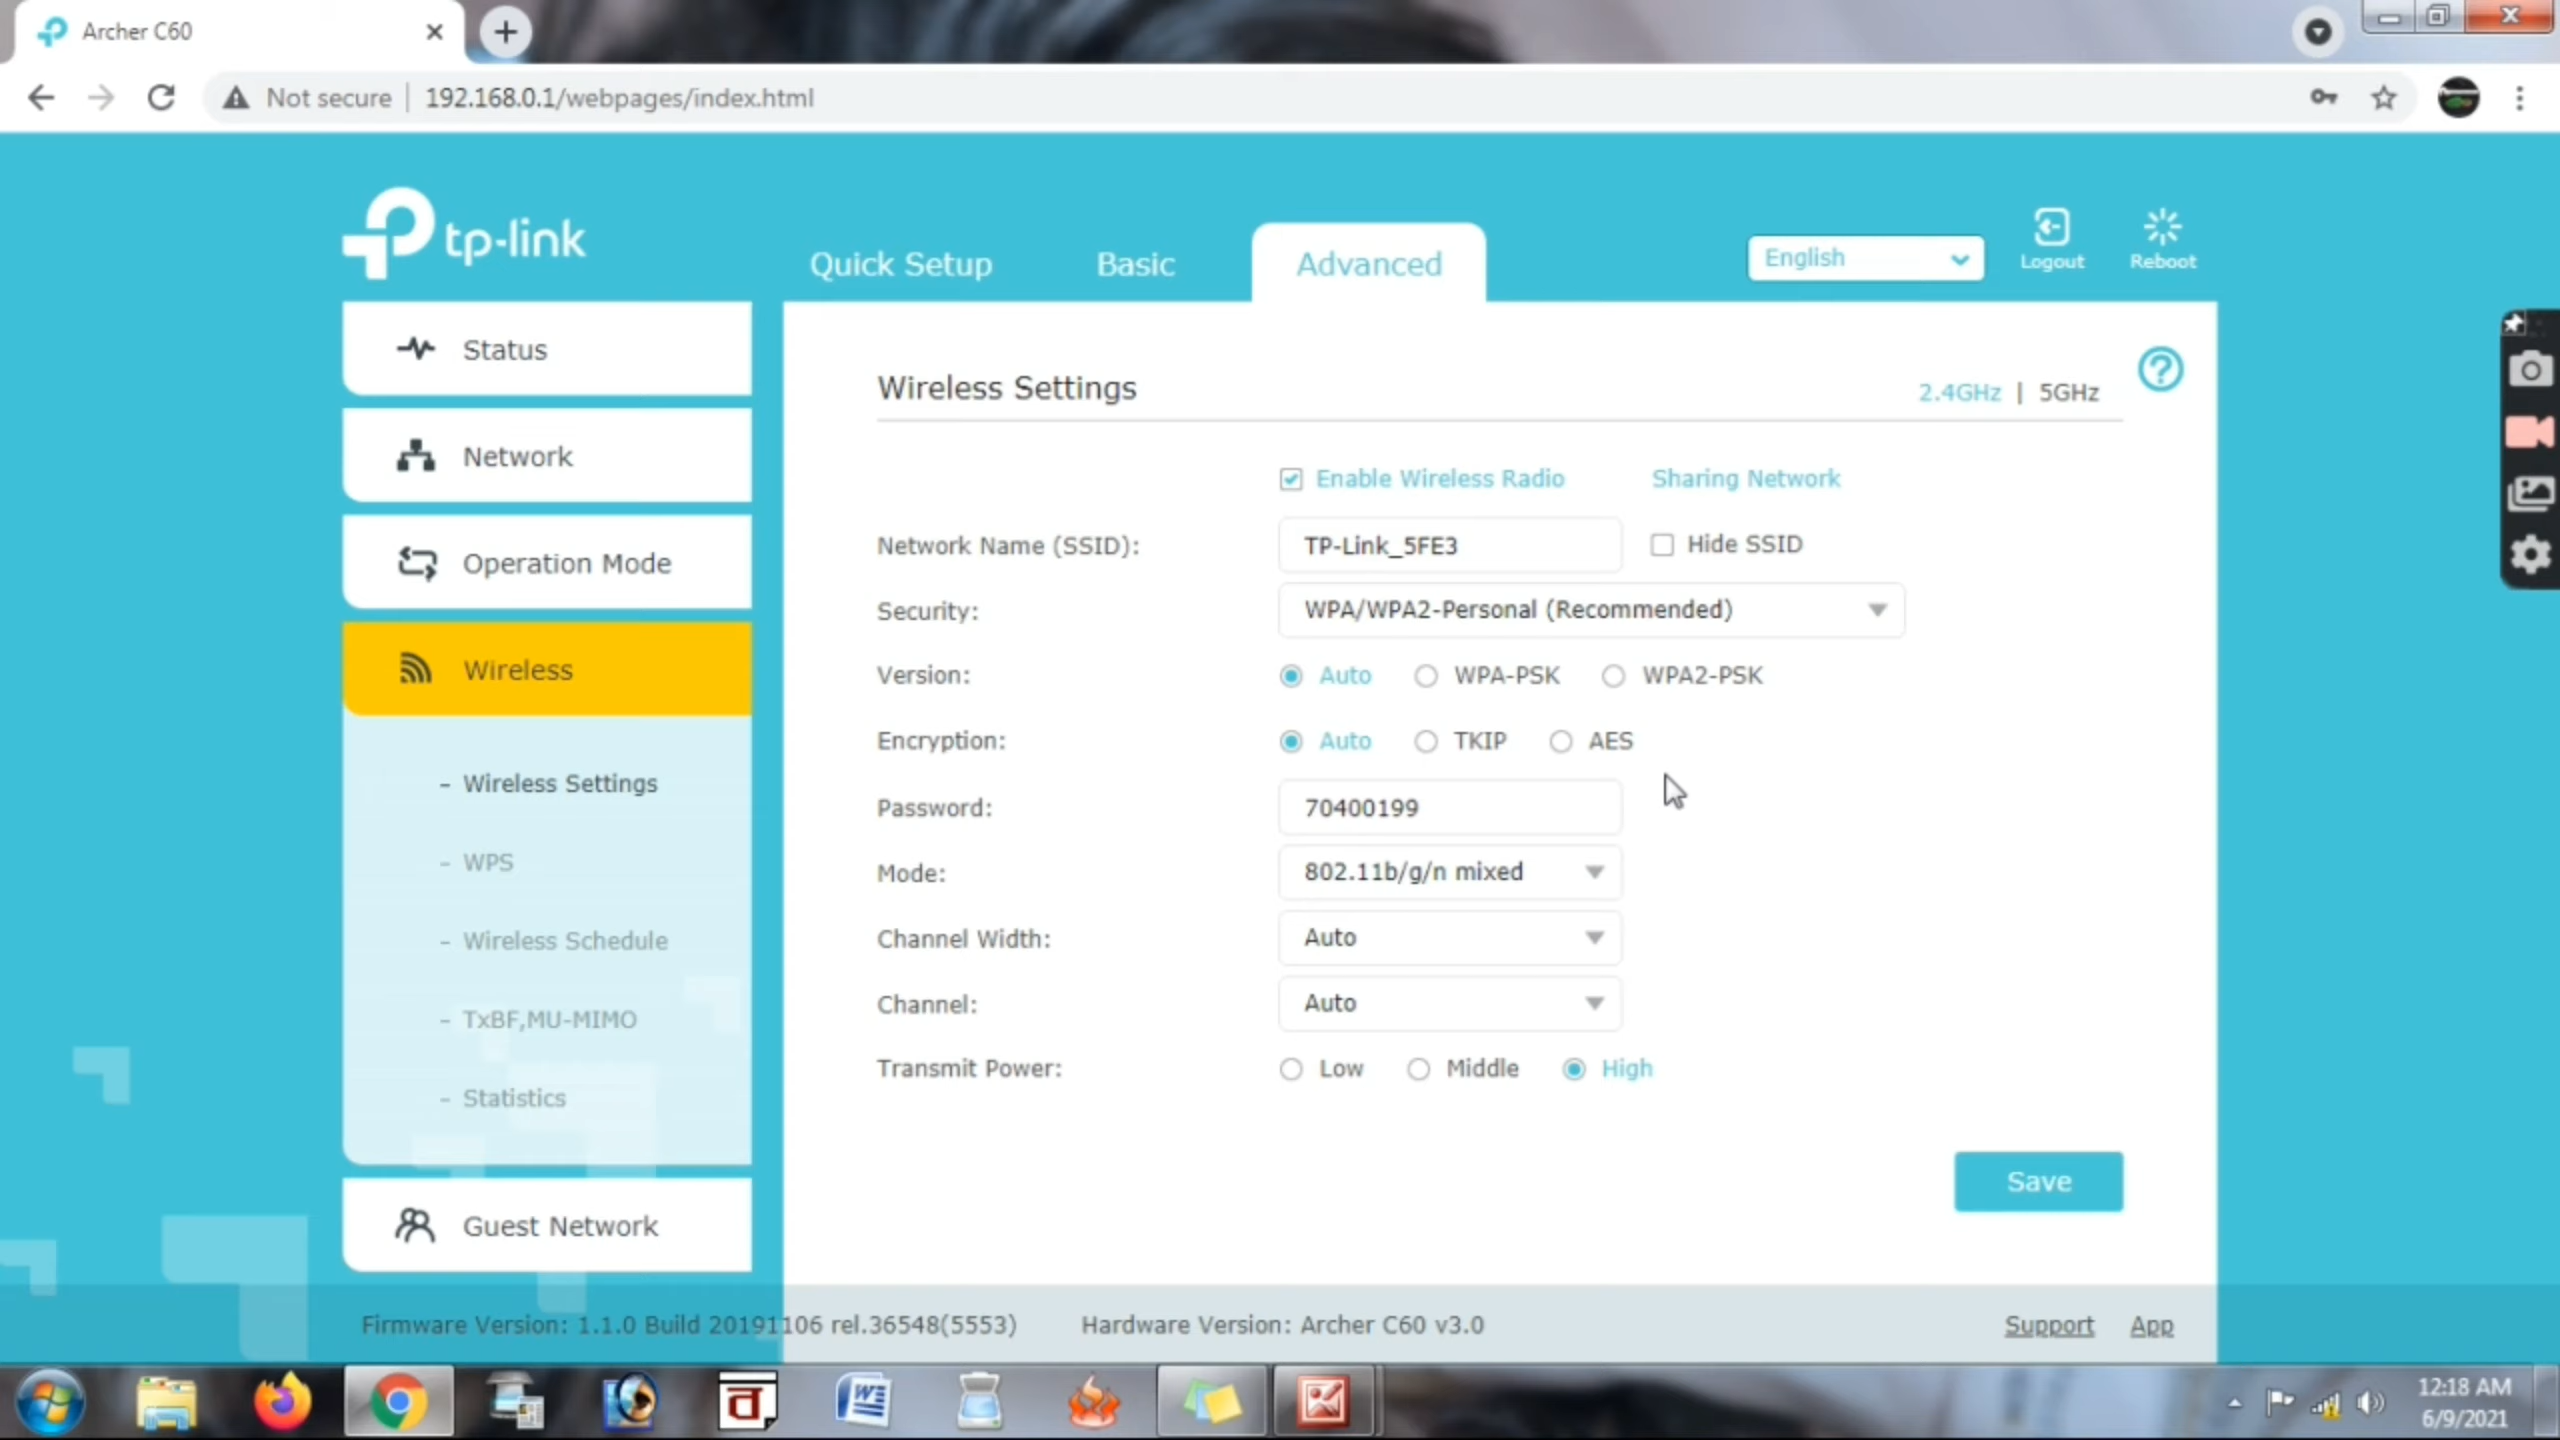 Archer C60
Not secure | 192.168.0.1/webpages/index.html
tp-link
Quick Setup
Basic
Advanced
English
Logout
Reboot
Status
Network
Operation Mode
Wireless
- Wireless Settings
- WPS
- Wireless Schedule
- TxBF,MU-MIMO
- Statistics
Guest Network
Wireless Settings
2.4GHz | 5GHz
Enable Wireless Radio
Sharing Network
Network Name (SSID): TP-Link_5FE3 Hide SSID
Security: WPA/WPA2-Personal (Recommended)
Version: Auto WPA-PSK WPA2-PSK
Encryption: Auto TKIP AES
Password: 70400199
Mode: 802.11b/g/n mixed
Channel Width: Auto
Channel: Auto
Transmit Power: Low Middle High
Save
Firmware Version: 1.1.0 Build 20191106 rel.36548(5553) Hardware Version: Archer C60 v3.0
Support App
12:18 AM
6/9/2021